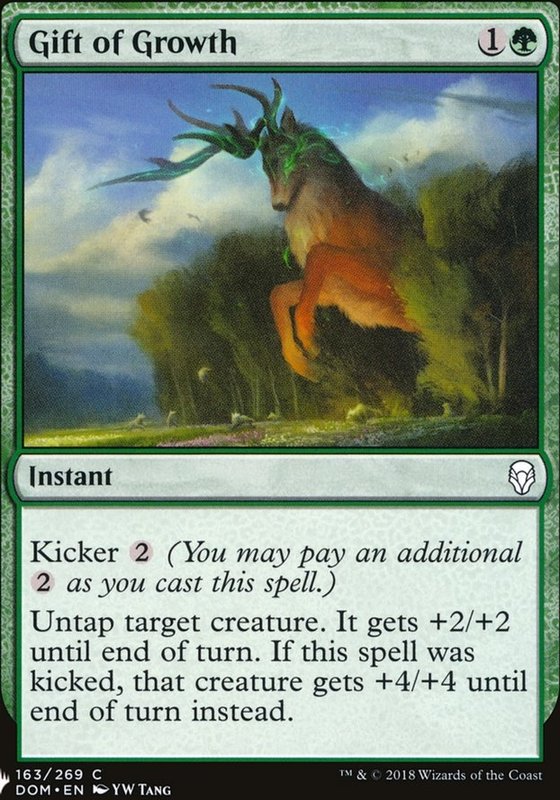 Gift of Growth 1
Instant
Kicker 2 (You may pay an additional
2 as you cast this spell.)
Untap target creature. It gets +2/+2
until end of turn. If this spell was
kicked, that creature gets +4/+4 until
end of turn instead.
163/269 C
DOM • EN YW Tang
™ & © 2018 Wizards of the Coast